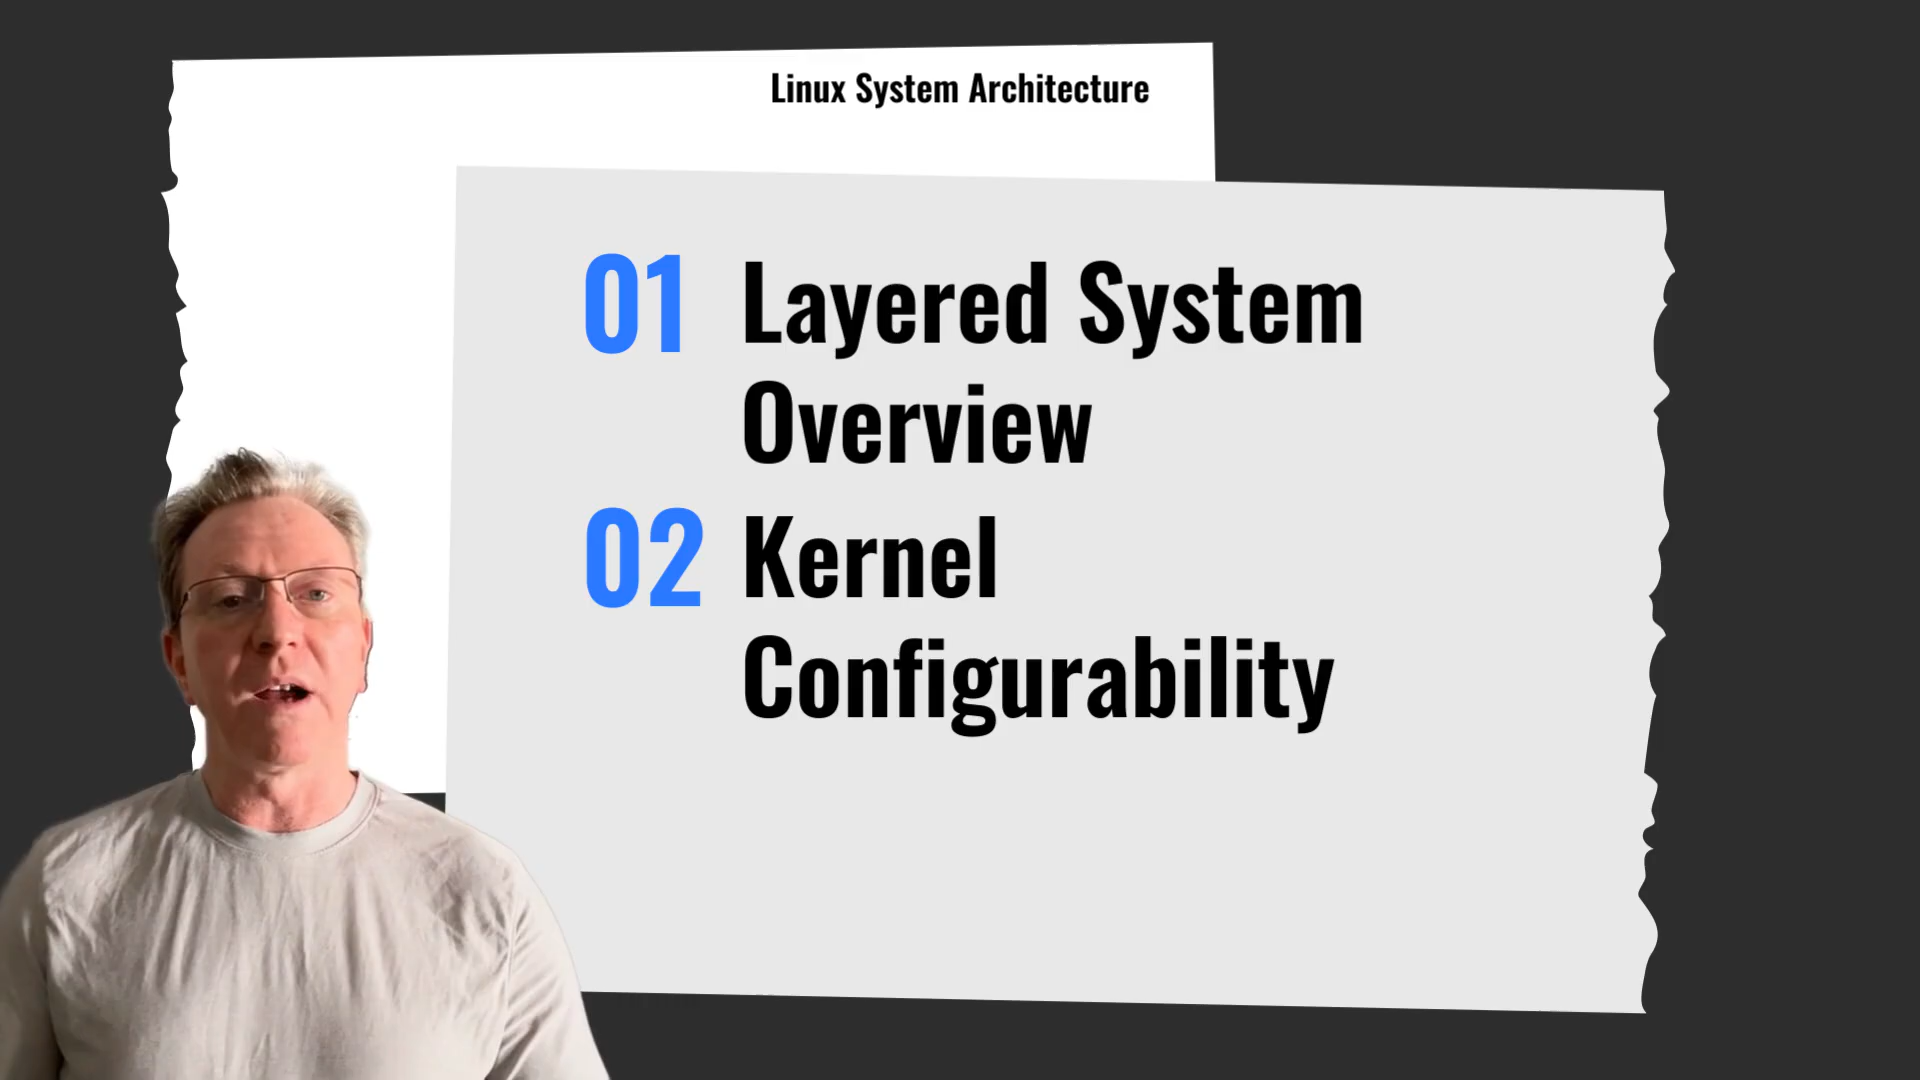 Linux System Architecture
01 Layered System
Overview
02 Kernel
Configurability